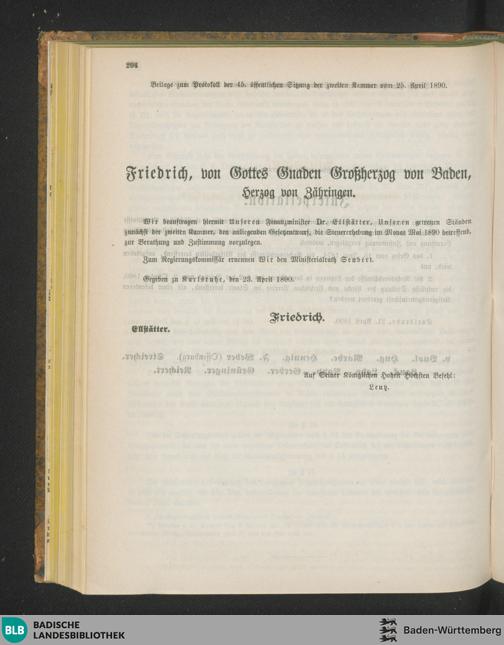 204
Beilage zum Protokoll der 45. öffentlichen Sitzung der zweiten Kammer vom 25. April 1890.
Friedrich, von Gottes Gnaden Großherzog von Baden,
Herzog von Zähringen.
Wir beauftragen hiermit Unseren Finanzminister Dr. Ellstätter, Unseren getreuen Ständen
zunächst der zweiten Kammer, den anliegenden Gesetzentwurf, die Steuererhebung im Monat Mai 1890 betreffend,
zur Berathung und Zustimmung vorzulegen.
Zum Regierungskommissär ernennen Wir den Ministerialrath Seubert.
Gegeben zu Karlsruhe, den 23. April 1890.
Friedrich.
Ellstätter.
Auf Seiner Königlichen Hoheit Höchsten Befehl:
Lenz.
BLB
BADISCHE
LANDESBIBLIOTHEK
Baden-Württemberg